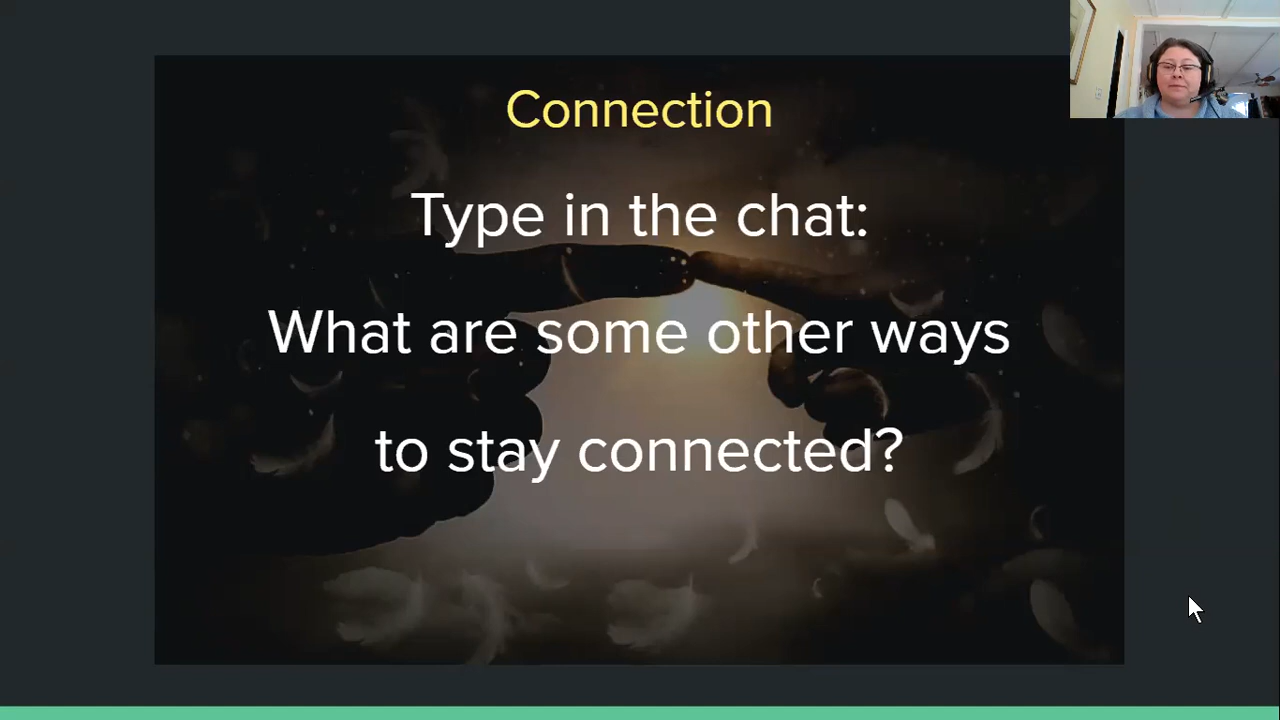 Connection
Type in the chat:
What are some other ways
to stay connected?